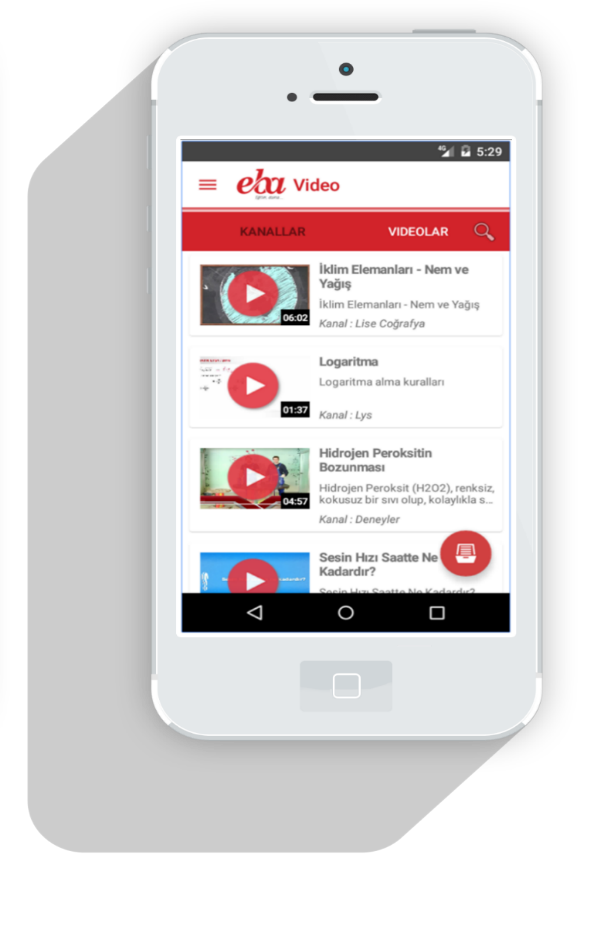 4G 5:29
eba Video
KANALLAR VIDEOLAR
İklim Elemanları - Nem ve
Yağış
İklim Elemanları - Nem ve Yağış
06:02
Kanal : Lise Coğrafya
Logaritma
Logaritma alma kuralları
01:37
Kanal : Lys
Hidrojen Peroksitin
Bozunması
Hidrojen Peroksit (H2O2), renksiz,
kokusuz bir sıvı olup, kolaylıkla s...
04:57
Kanal : Deneyler
Sesin Hızı Saatte Ne
Kadardır?
Sesin Hızı Saatte Ne Kadardır?